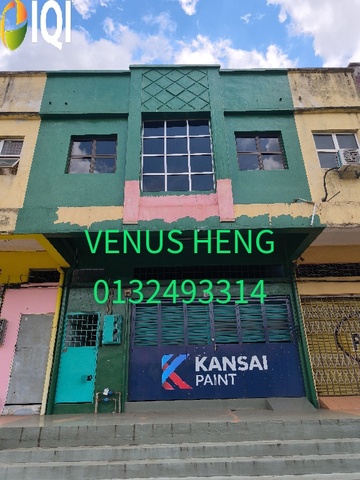 IQI
VENUS HENG
0132493314
KANSAI
PAINT